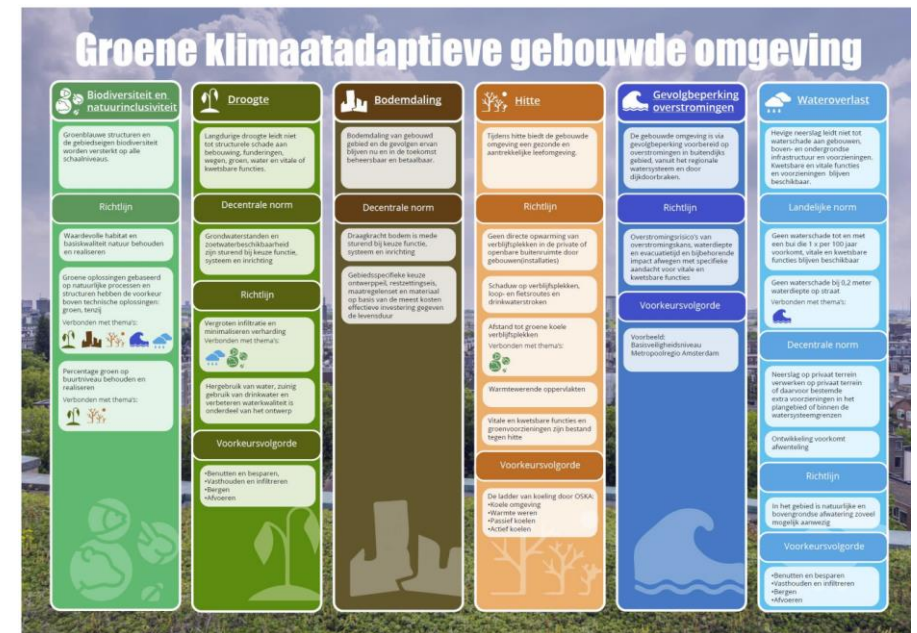 Groene klimaatadaptieve gebouwde omgeving
Biodiversiteit en
natuurinclusiviteit
Groenblauwe structuren en
de gebiedseigen biodiversiteit
worden versterkt op alle
schaalniveaus.
Richtlijn
Waardevolle habitat en
basiskwaliteit natuur behouden
en realiseren
Groene oplossingen gebaseerd
op natuurlijke processen en
structuren hebben de voorkeur
boven technische oplossingen:
groen, tenzij
Verbonden met thema's:
Percentage groen op
buurtniveau behouden en
realiseren
Verbonden met thema's:
Droogte
Langdurige droogte leidt niet
tot structurele schade aan
bebouwing, funderingen,
wegen, groen, water en vitale of
kwetsbare functies.
Decentrale norm
Grondwaterstanden en
zoetwaterbeschikbaarheid
zijn sturend bij keuze functie,
systeem en inrichting
Richtlijn
Vergroten infiltratie en
minimaliseren verharding
Verbonden met thema's:
Hergebruik van water, zuinig
gebruik van drinkwater en
verbeteren waterkwaliteit is
onderdeel van het ontwerp
Voorkeursvolgorde
•Benutten en besparen,
•Vasthouden en infiltreren
•Bergen
•Afvoeren
Bodemdaling
Bodemdaling van gebouwd
gebied en de gevolgen ervan
blijven nu en in de toekomst
beheersbaar en betaalbaar.
Decentrale norm
Draagkracht bodem is mede
sturend bij keuze functie,
systeem en inrichting
Gebiedsspecifieke keuze
ontwerppeil, restzettingseis,
maatregelenset en materiaal
op basis van de meest kosten
effectieve investering gegeven
de levensduur
Hitte
Tijdens hitte biedt de gebouwde
omgeving een gezonde en
aantrekkelijke leefomgeving.
Richtlijn
Geen directe opwarming van
verblijfsplekken in de private of
openbare buitenruimte door
gebouwen(installaties)
Schaduw op verblijfsplekken,
loop- en fietsroutes en
drinkwaterstroken
Afstand tot groene koele
verblijfplekken
Verbonden met thema's:
Warmtewerende oppervlakten
Vitale en kwetsbare functies en
groenvoorzieningen zijn bestand
tegen hitte
Voorkeursvolgorde
De ladder van koeling door OSKA:
•Koele omgeving
•Warmte weren
•Passief koelen
•Actief koelen
Gevolgbeperking
overstromingen
De gebouwde omgeving is via
gevolgbeperking voorbereid op
overstromingen in buitendijks
gebied, vanuit het regionale
watersysteem en door
dijkdoorbraken.
Richtlijn
Overstromingsrisico's van
overstromingskans, waterdiepte
en evacuatietijd en bijbehorende
impact afwegen met specifieke
aandacht voor vitale en
kwetsbare functies
Voorkeursvolgorde
Voorbeeld:
Basisveiligheidsniveau
Metropoolregio Amsterdam
Wateroverlast
Hevige neerslag leidt niet tot
waterschade aan gebouwen,
boven- en ondergrondse
infrastructuur en voorzieningen.
Kwetsbare en vitale functies
en voorzieningen blijven
beschikbaar.
Landelijke norm
Geen waterschade tot en met
een bui die 1 x per 100 jaar
voorkomt, vitale en kwetsbare
functies blijven beschikbaar
Geen waterschade bij 0,2 meter
waterdiepte op straat
Verbonden met thema's:
Decentrale norm
Neerslag op privaat terrein
verwerken op privaat terrein
of daarvoor bestemde
extra voorzieningen in het
plangebied of binnen de
watersysteemgrenzen
Ontwikkeling voorkomt
afwenteling
Richtlijn
In het gebied is natuurlijke en
bovengrondse afwatering zoveel
mogelijk aanwezig
Voorkeursvolgorde
•Benutten en besparen
•Vasthouden en infiltreren
•Bergen
•Afvoeren